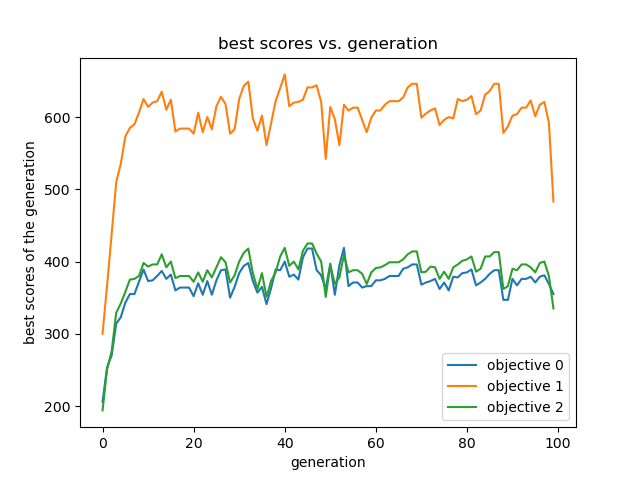 best scores vs. generation
best scores of the generation
600
500
400
300
200
0
20
40
60
80
100
generation
objective 0
objective 1
objective 2